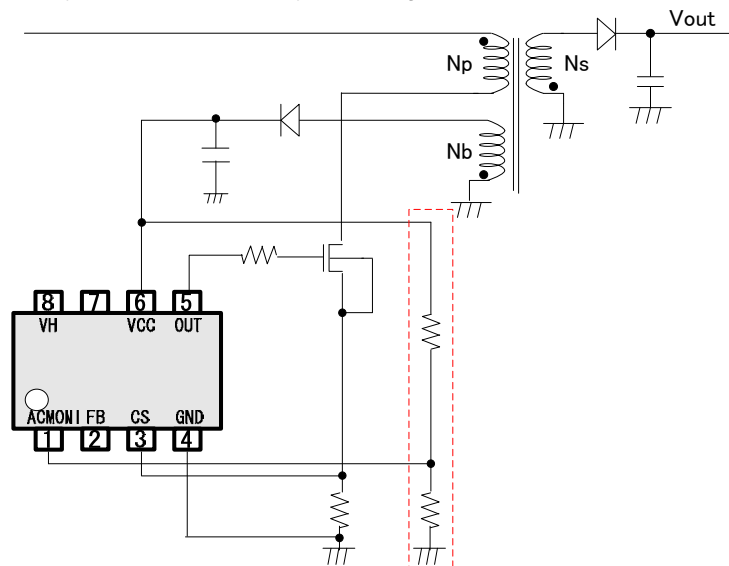 Vout
Np
Ns
Nb
8 7 6 5
VH VCC OUT
ACMONI FB CS GND
1 2 3 4